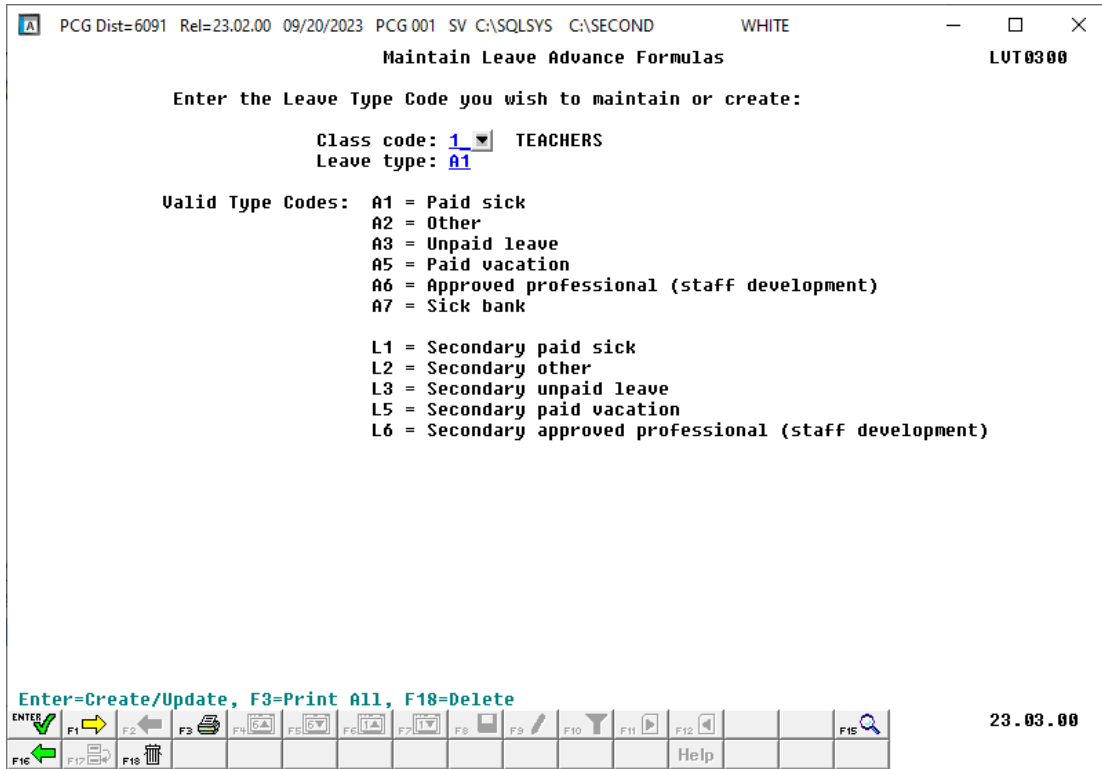 A PCG Dist=6091 Rel=23.02.00 09/20/2023 PCG 001 SV C:\SQLSYS C:\SECOND WHITE
Maintain Leave Advance Formulas LVT0300
Enter the Leave Type Code you wish to maintain or create:
Class code: 1_ TEACHERS
Leave type: A1
Valid Type Codes: A1 = Paid sick
A2 = Other
A3 = Unpaid leave
A5 = Paid vacation
A6 = Approved professional (staff development)
A7 = Sick bank
L1 = Secondary paid sick
L2 = Secondary other
L3 = Secondary unpaid leave
L5 = Secondary paid vacation
L6 = Secondary approved professional (staff development)
Enter=Create/Update, F3=Print All, F18=Delete
ENTER F1 F2 F3 F4 6 F5 6 F6 1 F7 1 F8 F9 F10 F11 F12 F15 23.03.00
F16 F17 F18 Help